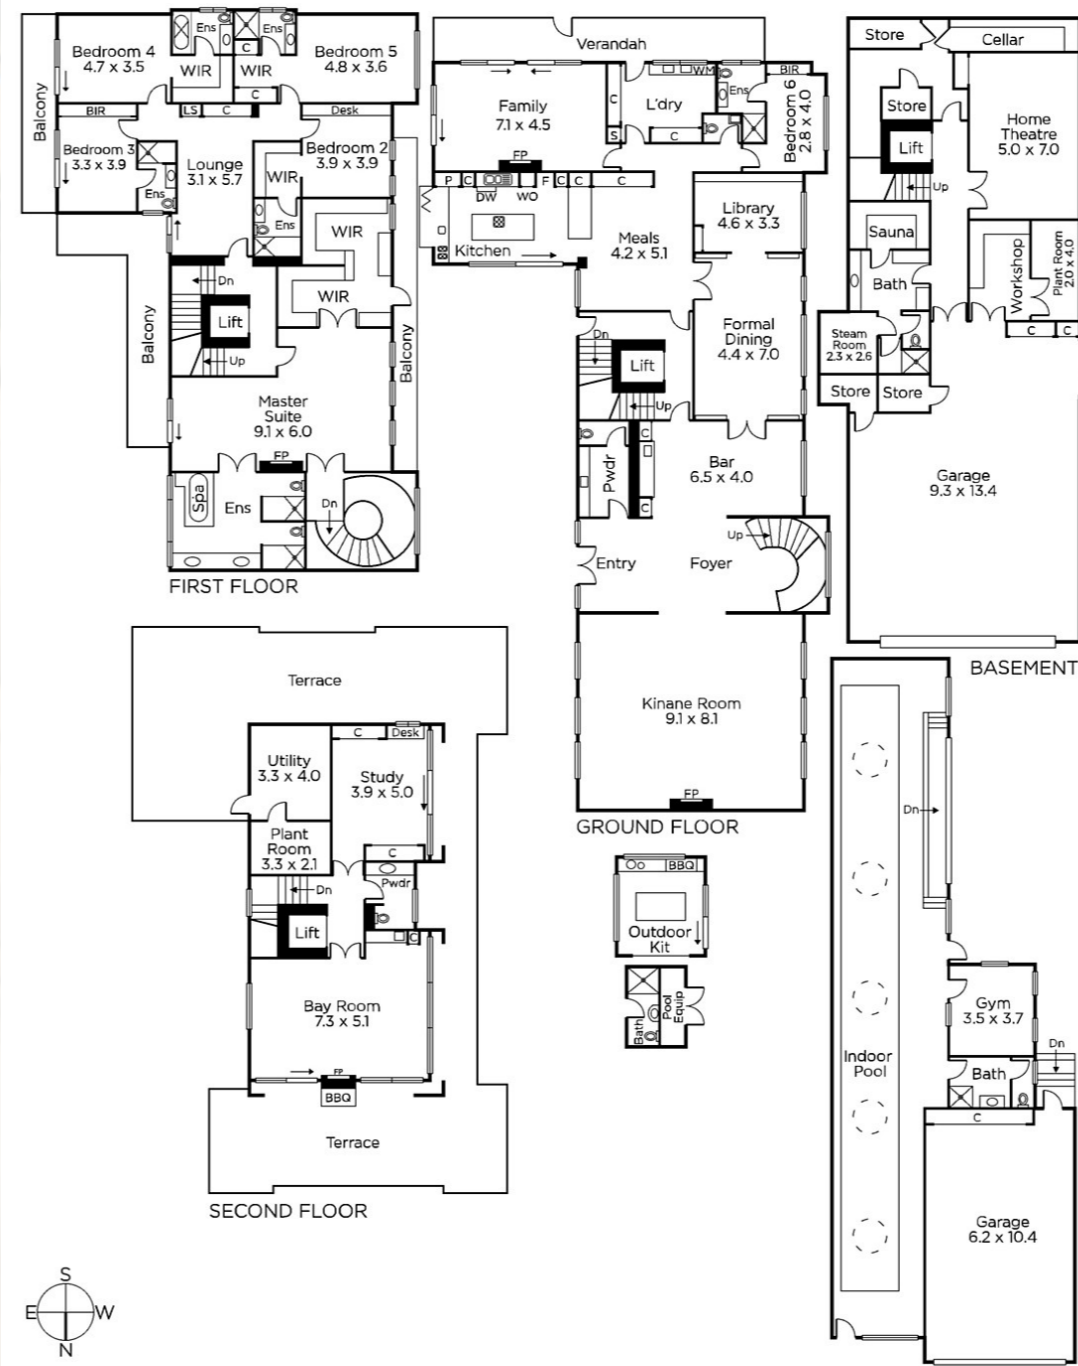 Bedroom 4
4.7 x 3.5
Ens
WIR
Ens
C
WIR
C
Bedroom 5
4.8 x 3.6
Balcony
BIR
LS
C
Desk
Bedroom 3
3.3 x 3.9
Ens
Lounge
3.1 x 5.7
WIR
Bedroom 2
3.9 x 3.9
Ens
WIR
WIR
Balcony
Dn
Lift
Up
Balcony
Master
Suite
9.1 x 6.0
FP
Spa
Ens
Dn
FIRST FLOOR
Verandah
Family
7.1 x 4.5
FP
C
S
L'dry
WM
C
Ens
BIR
Bedroom 6
2.8 x 4.0
P
C
DW
WO
F
C
C
C
Kitchen
Meals
4.2 x 5.1
Library
4.6 x 3.3
Formal
Dining
4.4 x 7.0
Dn
Lift
Up
Pwdr
C
C
Bar
6.5 x 4.0
Entry
Foyer
Up
Kinane Room
9.1 x 8.1
FP
GROUND FLOOR
Store
Cellar
Store
Lift
Up
Home
Theatre
5.0 x 7.0
Sauna
Bath
Workshop
Plant Room
2.0 x 4.0
C
C
Steam
Room
2.3 x 2.6
Store
Store
Garage
9.3 x 13.4
BASEMENT
Terrace
Utility
3.3 x 4.0
C
Desk
Study
3.9 x 5.0
C
Plant
Room
3.3 x 2.1
Dn
Lift
Pwdr
C
Bay Room
7.3 x 5.1
FP
BBQ
Terrace
SECOND FLOOR
BBQ
Outdoor
Kit
Bath
Pool
Equip
Dn
Indoor
Pool
Gym
3.5 x 3.7
Dn
Bath
C
Garage
6.2 x 10.4
S
E
W
N